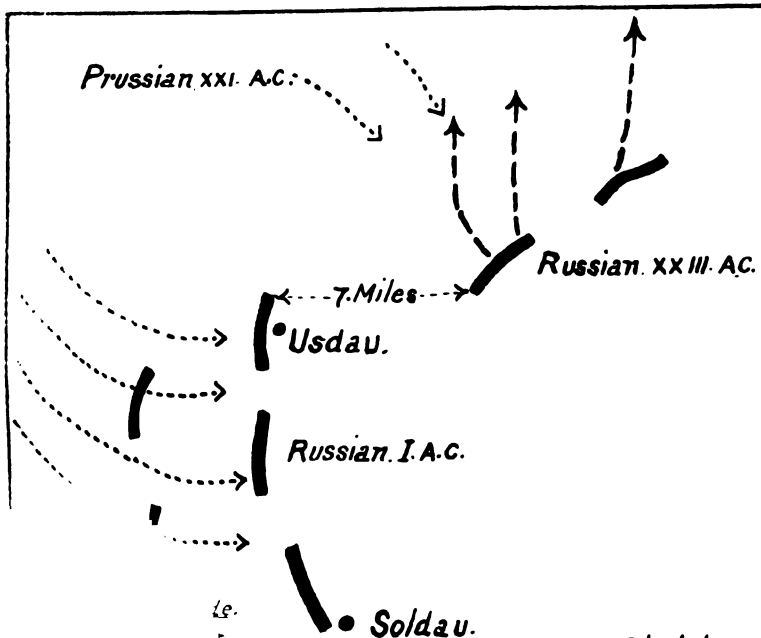 Prussian XXI. A.C.
Russian. XXIII. A.C.
7. Miles
Usdau.
Russian. I. A.C.
Soldau.